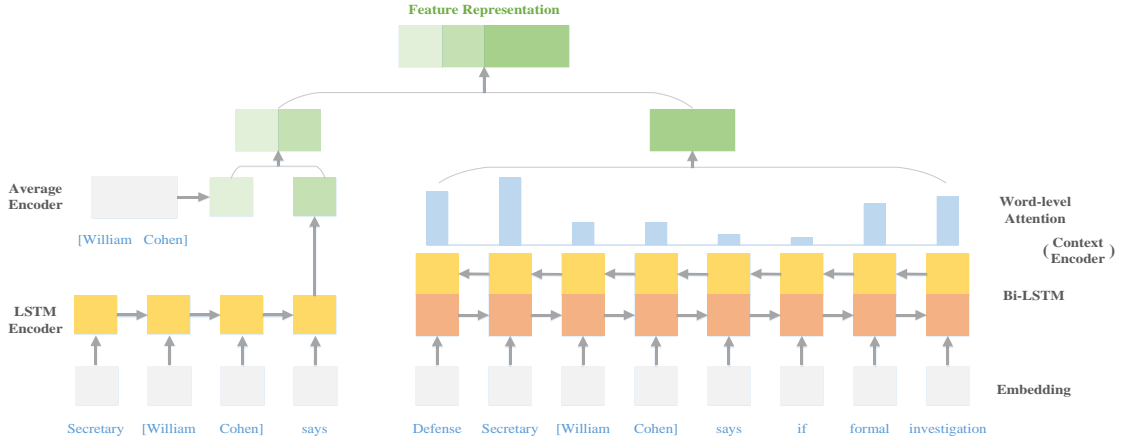 Feature Representation
Average
Encoder
[William Cohen]
Word-level
Attention
(Context
Encoder)
LSTM
Encoder
Bi-LSTM
Embedding
Secretary [William Cohen] says
Defense Secretary [William Cohen] says if formal investigation